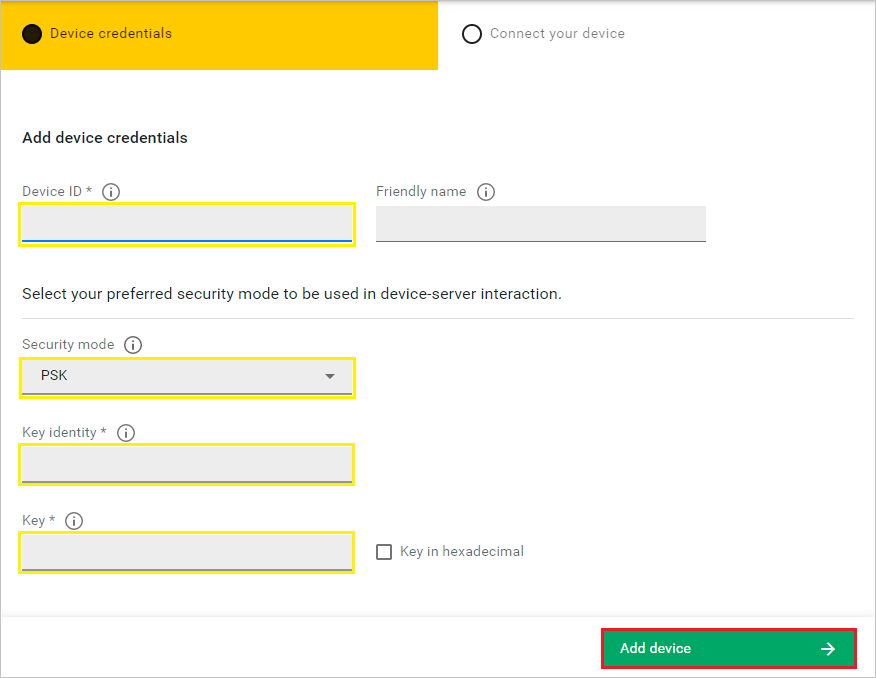 Device credentials
Connect your device
Add device credentials
Device ID *
Friendly name
Select your preferred security mode to be used in device-server interaction.
Security mode
PSK
Key identity *
Key *
Key in hexadecimal
Add device